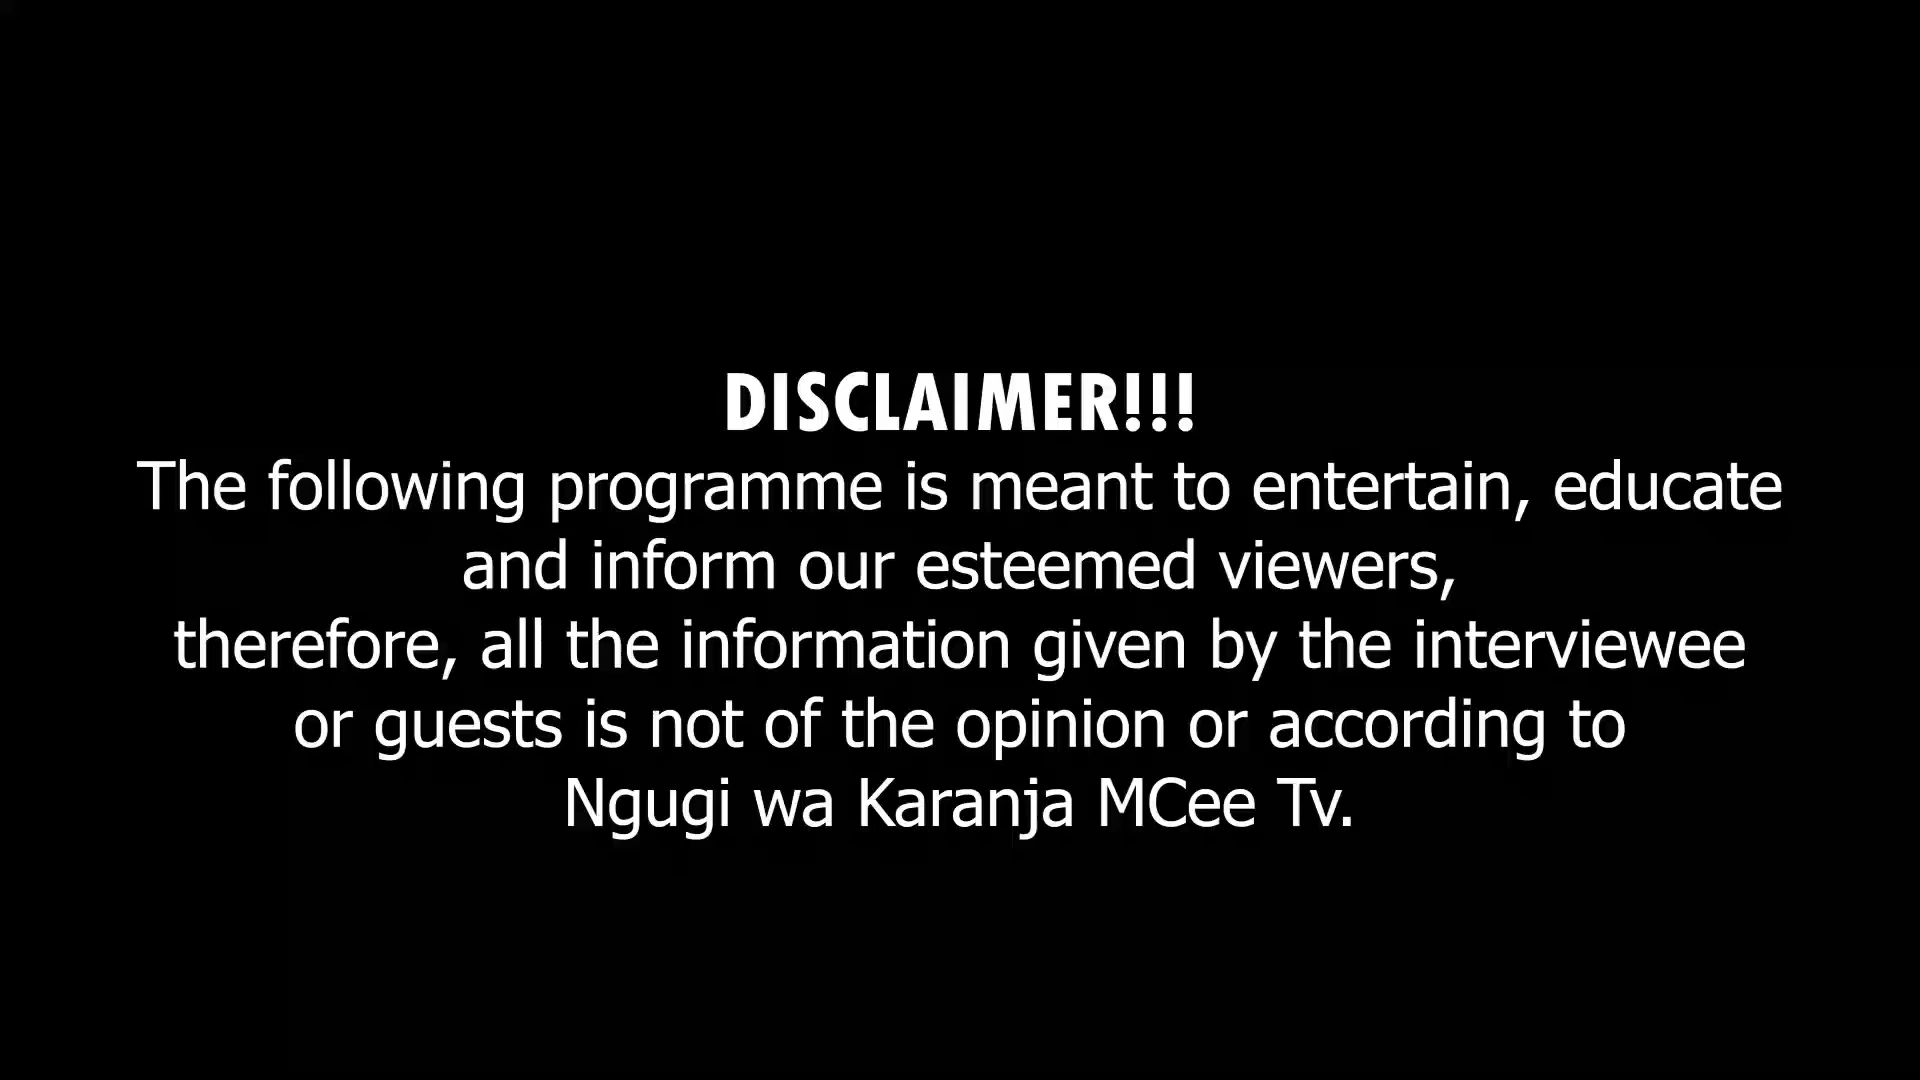 DISCLAIMER!!!
The following programme is meant to entertain, educate
and inform our esteemed viewers,
therefore, all the information given by the interviewee
or guests is not of the opinion or according to
Ngugi wa Karanja MCee Tv.